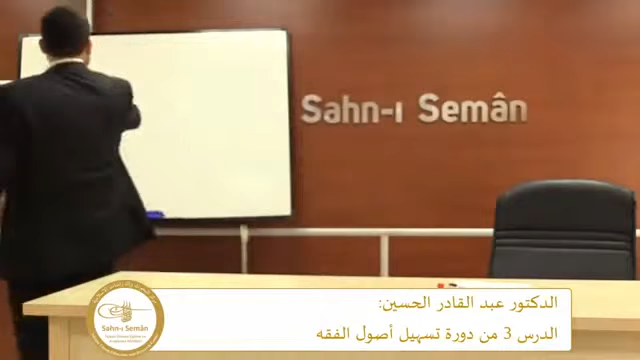 Sahn-ı Semân
الدكتور عبد القادر الحسين:
الدرس 3 من دورة تسهيل أصول الفقه
Sahn-ı Semân